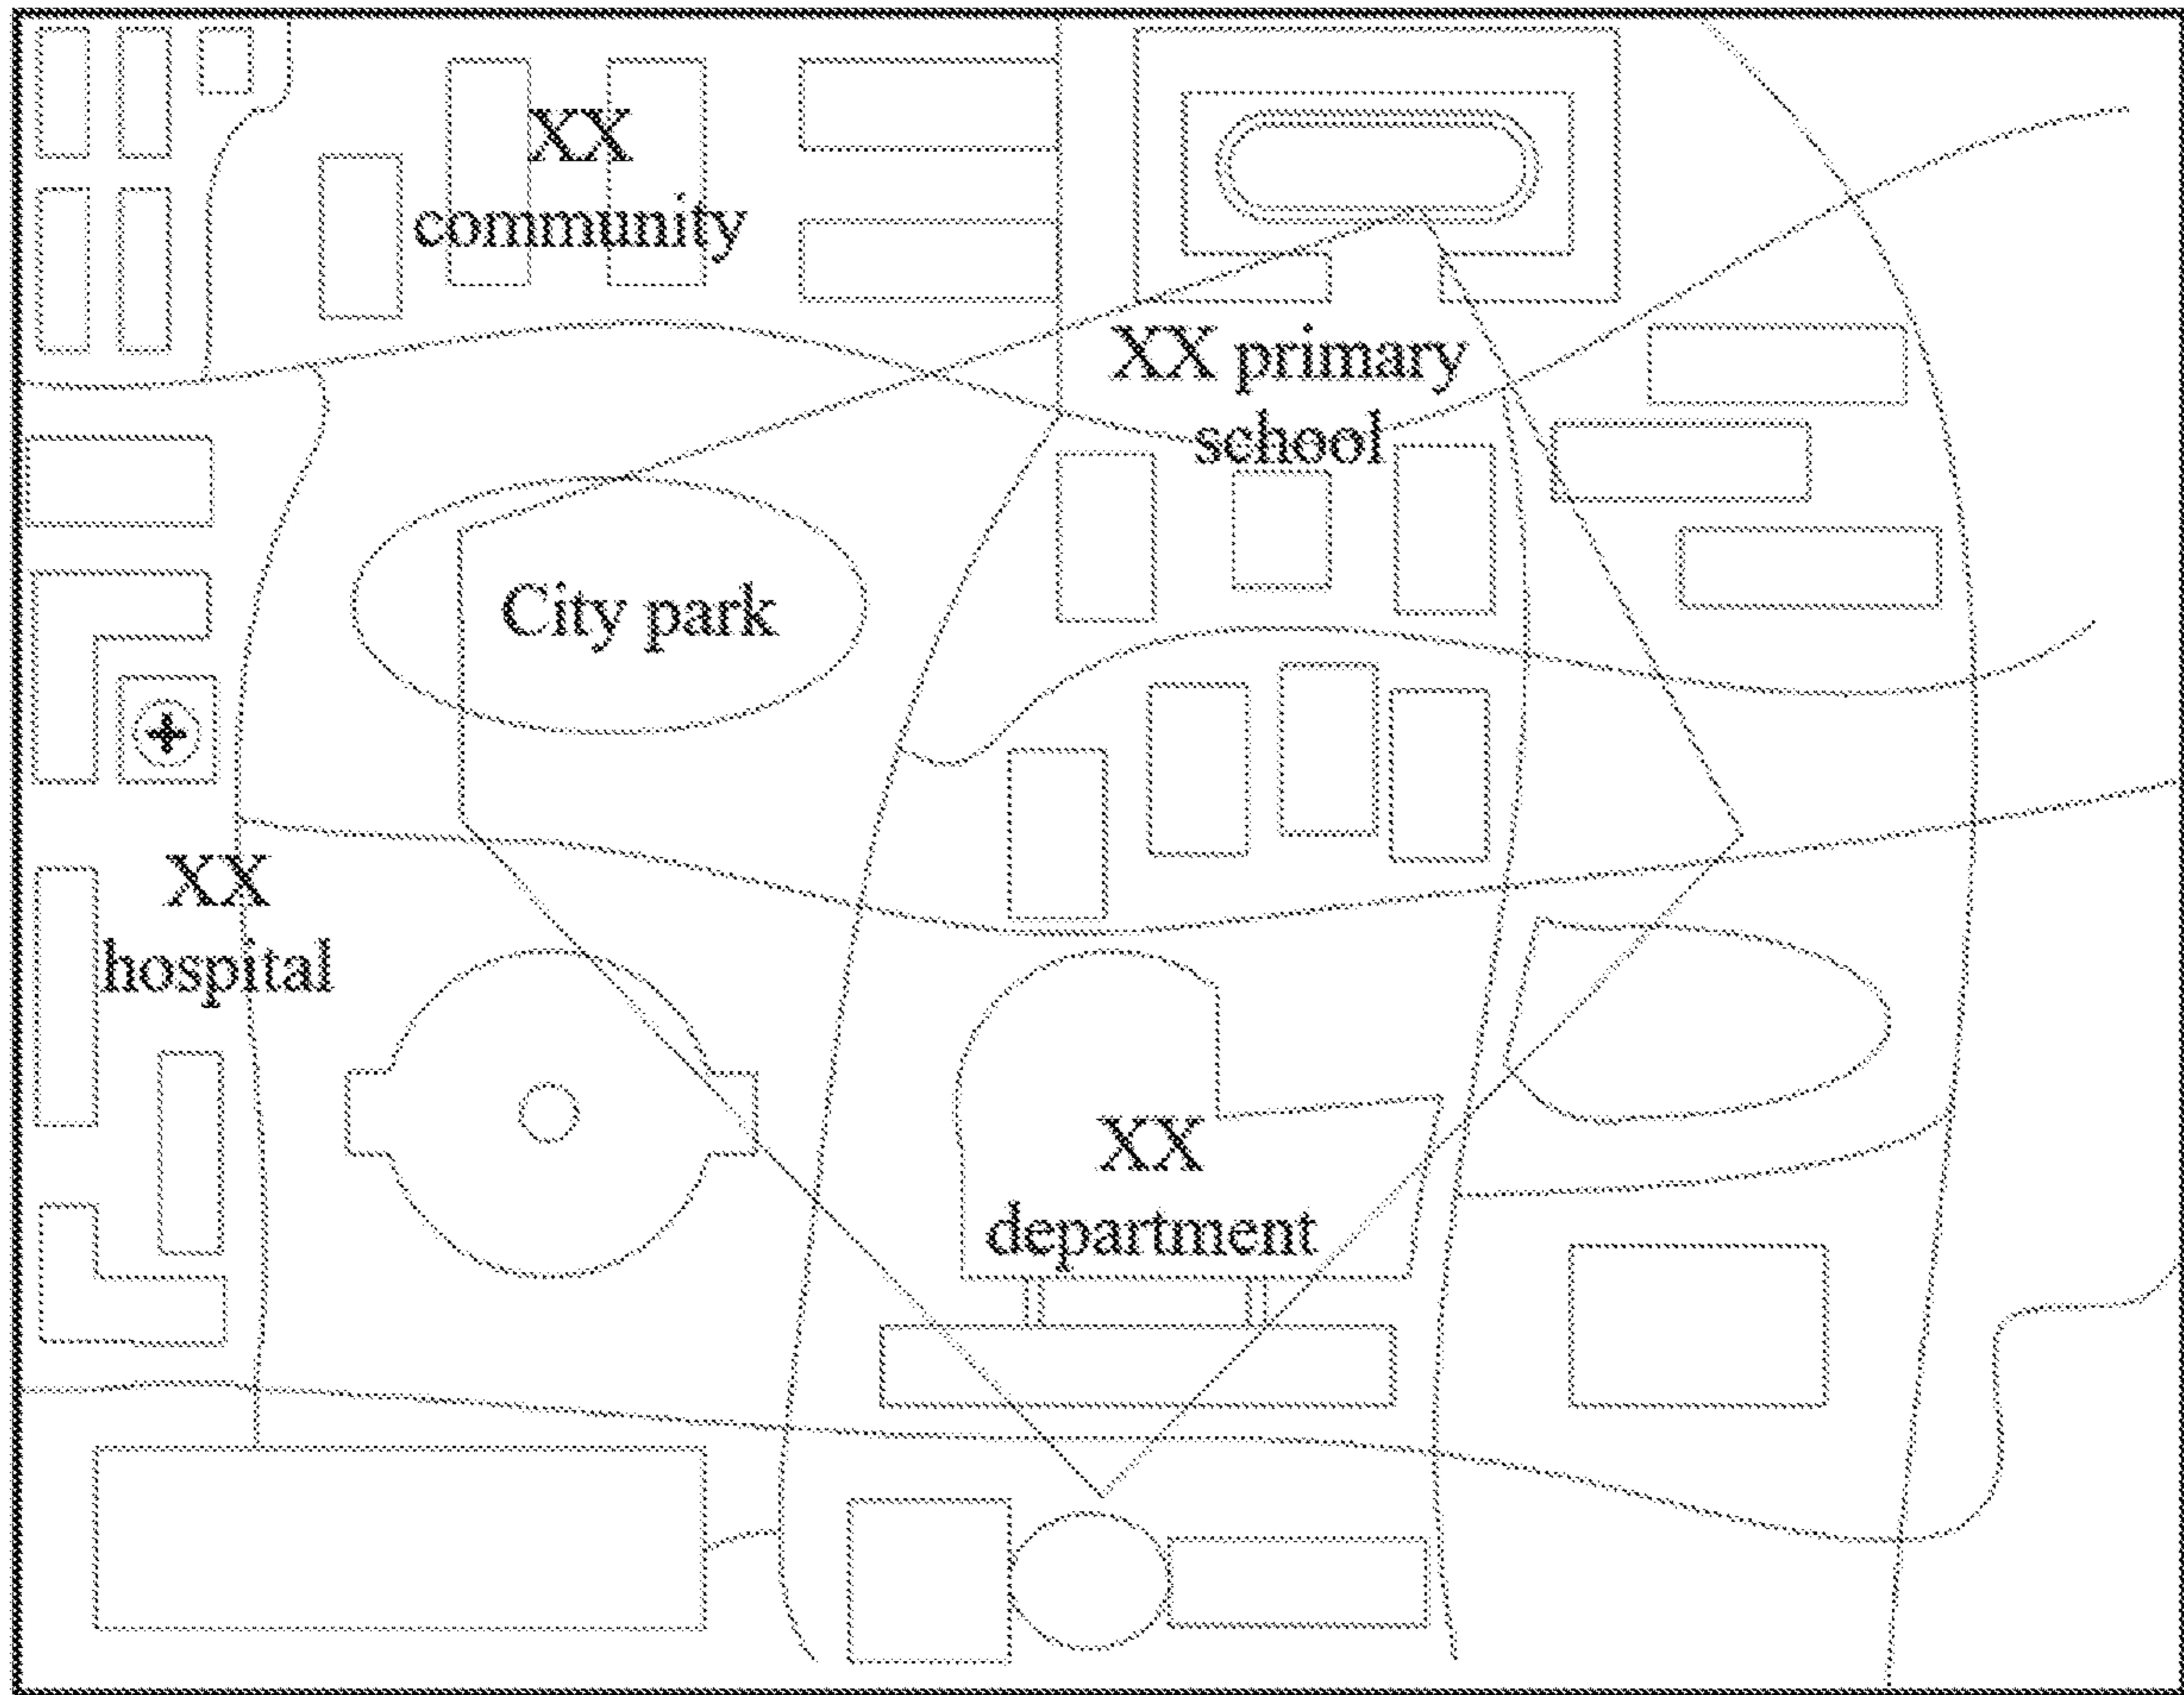 XX
community
XX primary
school
City park
XX
hospital
XX
department